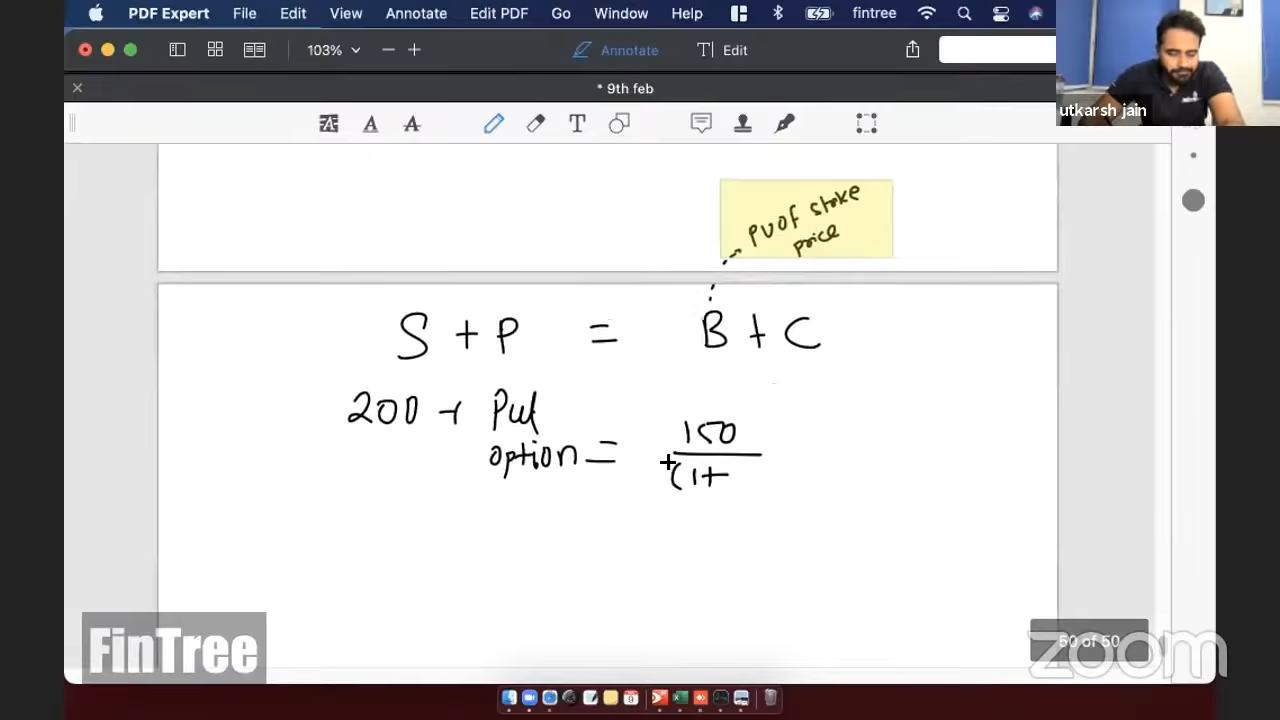 PDF Expert File Edit View Annotate Edit PDF Go Window Help fintree
103% Annotate T Edit
* 9th feb
utkarsh jain
PV of strike
price
S + P = B + C
200 + Put
option = 150
(1+
FinTree
50 of 50
zoom